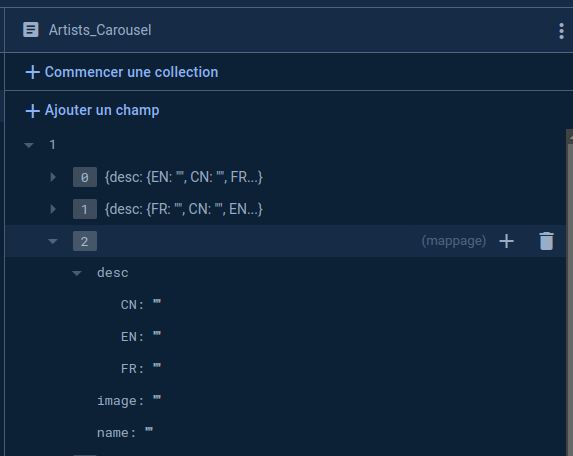 Artists_Carousel
+ Commencer une collection
+ Ajouter un champ
1
0 {desc: {EN: "", CN: "", FR...}
1 {desc: {FR: "", CN: "", EN...}
2 (mappage) +
desc
CN: ""
EN: ""
FR: ""
image: ""
name: ""